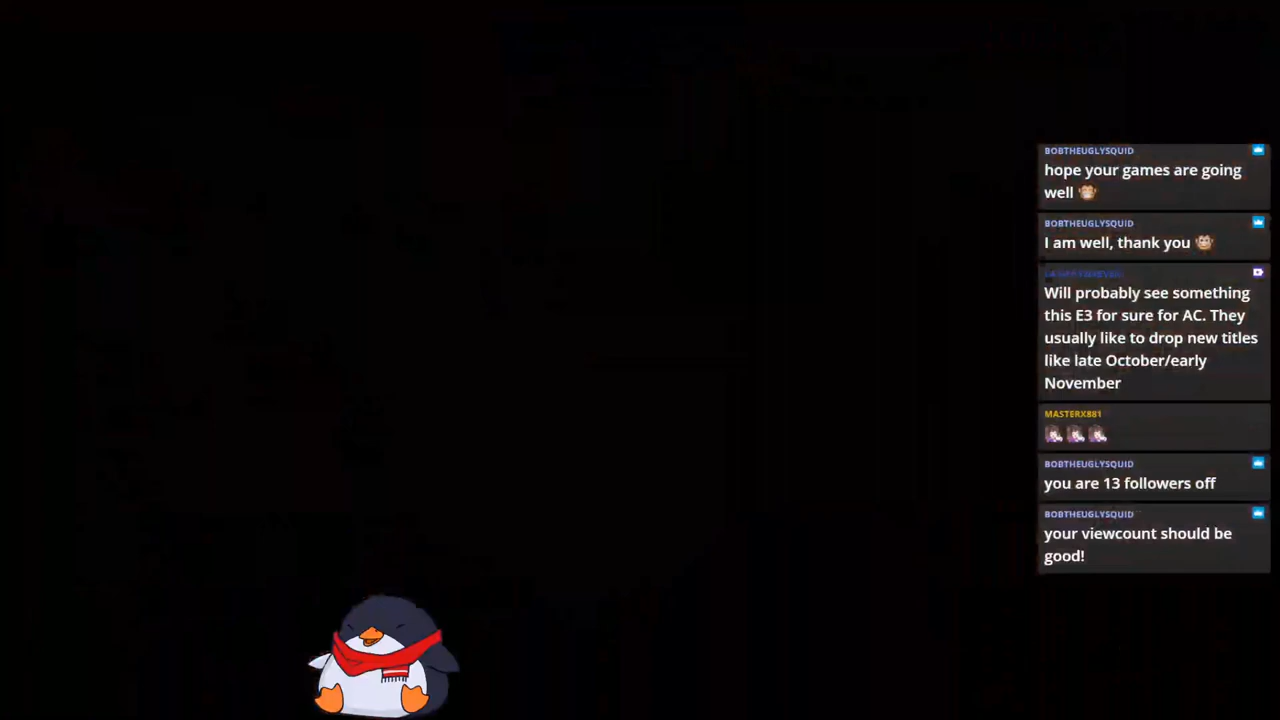 BOBTHEUGLYSQUID
hope your games are going
well
BOBTHEUGLYSQUID
I am well, thank you
Will probably see something
this E3 for sure for AC. They
usually like to drop new titles
like late October/early
November
MASTERX881
BOBTHEUGLYSQUID
you are 13 followers off
BOBTHEUGLYSQUID
your viewcount should be
good!